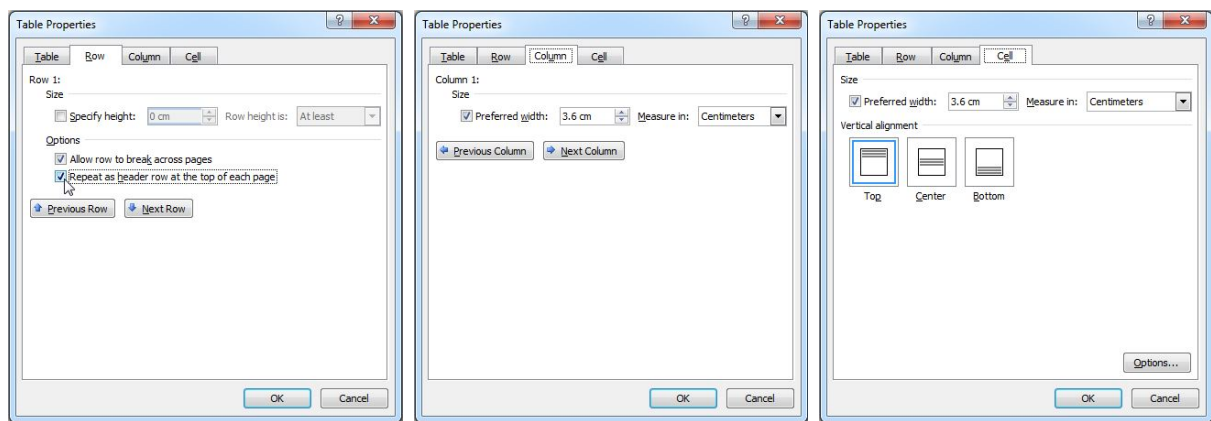 Table Properties
Table Row Column Cell
Row 1:
Size
Specify height: 0 cm Row height is: At least
Options
Allow row to break across pages
Repeat as header row at the top of each page
Previous Row Next Row
OK Cancel
Table Properties
Table Row Column Cell
Column 1:
Size
Preferred width: 3.6 cm Measure in: Centimeters
Previous Column Next Column
OK Cancel
Table Properties
Table Row Column Cell
Size
Preferred width: 3.6 cm Measure in: Centimeters
Vertical alignment
Top Center Bottom
Options...
OK Cancel